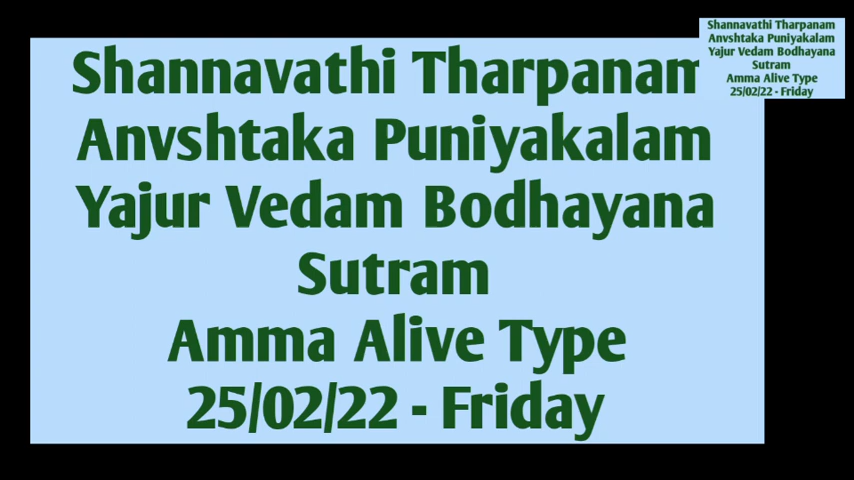 Shannavathi Tharpanam
Anvshtaka Puniyakalam
Yajur Vedam Bodhayana
Sutram
Amma Alive Type
25/02/22 - Friday
Shannavathi Tharpanam
Anvshtaka Puniyakalam
Yajur Vedam Bodhayana
Sutram
Amma Alive Type
25/02/22 - Friday